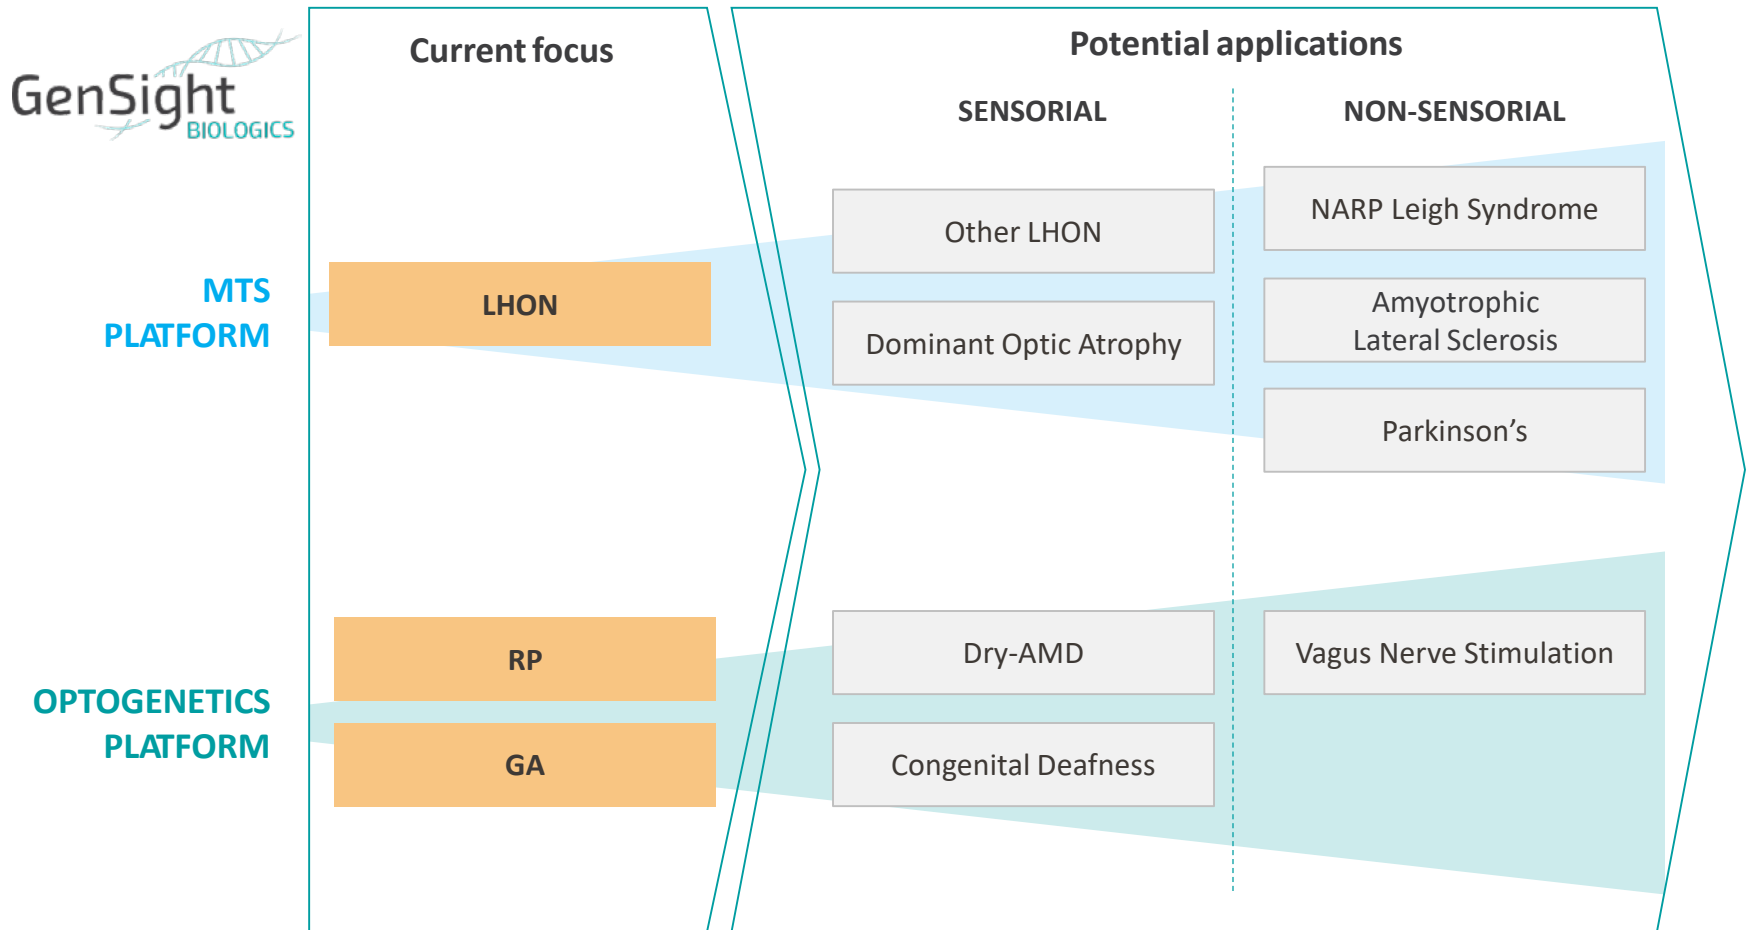 GenSight
BIOLOGICS
Current focus
Potential applications
SENSORIAL
NON-SENSORIAL
MTS
PLATFORM
LHON
Other LHON
Dominant Optic Atrophy
NARP Leigh Syndrome
Amyotrophic
Lateral Sclerosis
Parkinson’s
OPTOGENETICS
PLATFORM
RP
GA
Dry-AMD
Congenital Deafness
Vagus Nerve Stimulation